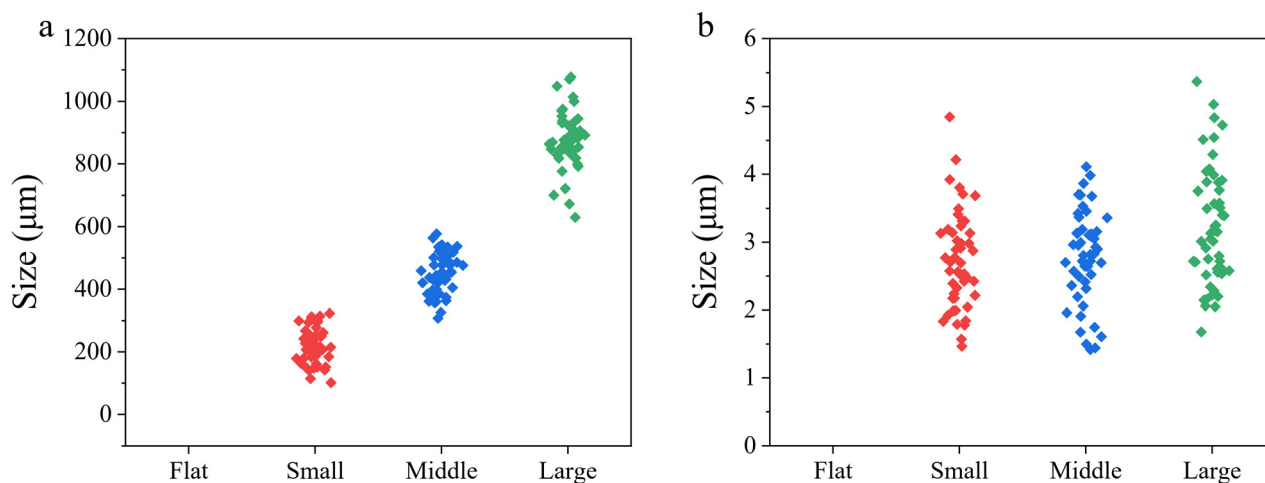 a
1200
1000
800
600
400
200
0
Size (μm)
Flat Small Middle Large
b
6
5
4
3
2
1
0
Size (μm)
Flat Small Middle Large